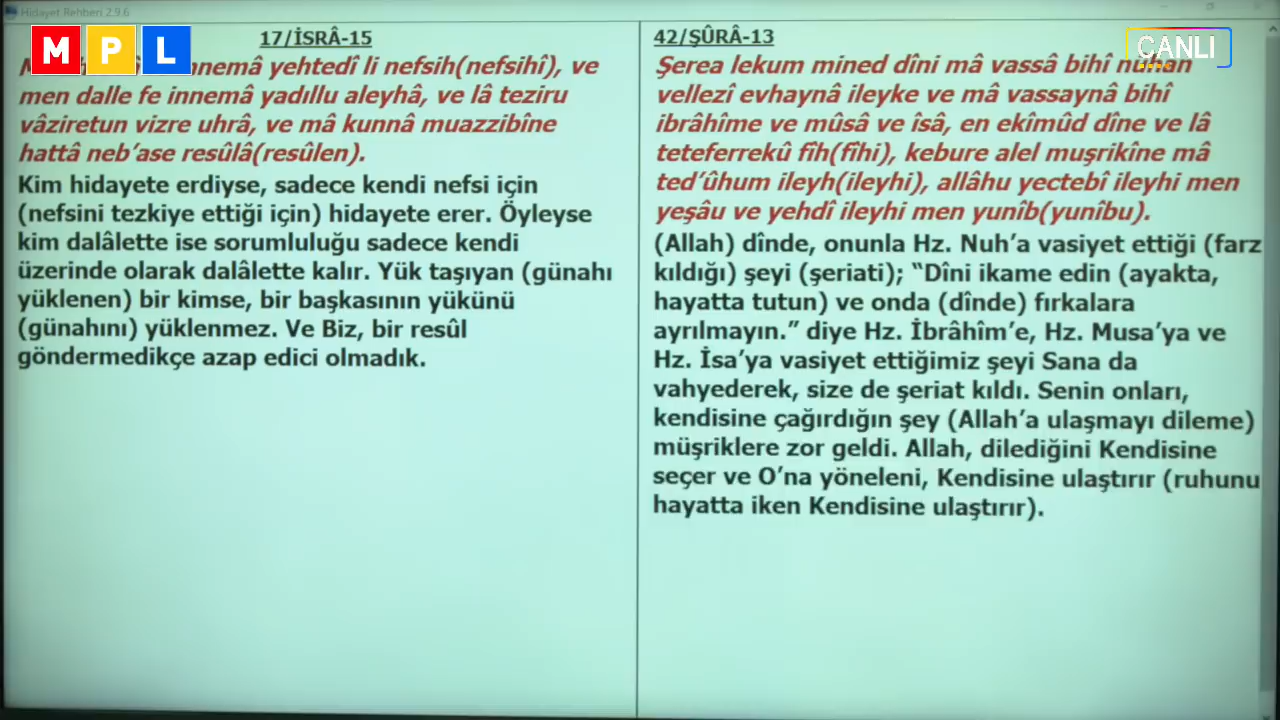 Hidayet Rehberi 2.9.6
MPL
CANLI
17/İSRÂ-15
innemâ yehtedî li nefsih(nefsihî), ve
men dalle fe innemâ yadıllu aleyhâ, ve lâ teziru
vâziretun vizre uhrâ, ve mâ kunnâ muazzibîne
hattâ neb’ase resûlâ(resûlen).
Kim hidayete erdiyse, sadece kendi nefsi için
(nefsini tezkiye ettiği için) hidayete erer. Öyleyse
kim dalâlette ise sorumluluğu sadece kendi
üzerinde olarak dalâlette kalır. Yük taşıyan (günahı
yüklenen) bir kimse, bir başkasının yükünü
(günahını) yüklenmez. Ve Biz, bir resûl
göndermedikçe azap edici olmadık.
42/ŞÛRÂ-13
Şerea lekum mined dîni mâ vassâ bihî nûhan
vellezî evhaynâ ileyke ve mâ vassaynâ bihî
ibrâhîme ve mûsâ ve îsâ, en ekîmûd dîne ve lâ
teteferrekû fîh(fîhi), kebure alel muşrikîne mâ
ted’ûhum ileyh(ileyhi), allâhu yectebî ileyhi men
yeşâu ve yehdî ileyhi men yunîb(yunîbu).
(Allah) dînde, onunla Hz. Nuh’a vasiyet ettiği (farz
kıldığı) şeyi (şeriati); “Dîni ikame edin (ayakta,
hayatta tutun) ve onda (dînde) fırkalara
ayrılmayın.” diye Hz. İbrâhîm’e, Hz. Musa’ya ve
Hz. İsa’ya vasiyet ettiğimiz şeyi Sana da
vahyederek, size de şeriat kıldı. Senin onları,
kendisine çağırdığın şey (Allah’a ulaşmayı dileme)
müşriklere zor geldi. Allah, dilediğini Kendisine
seçer ve O’na yöneleni, Kendisine ulaştırır (ruhunu
hayatta iken Kendisine ulaştırır).